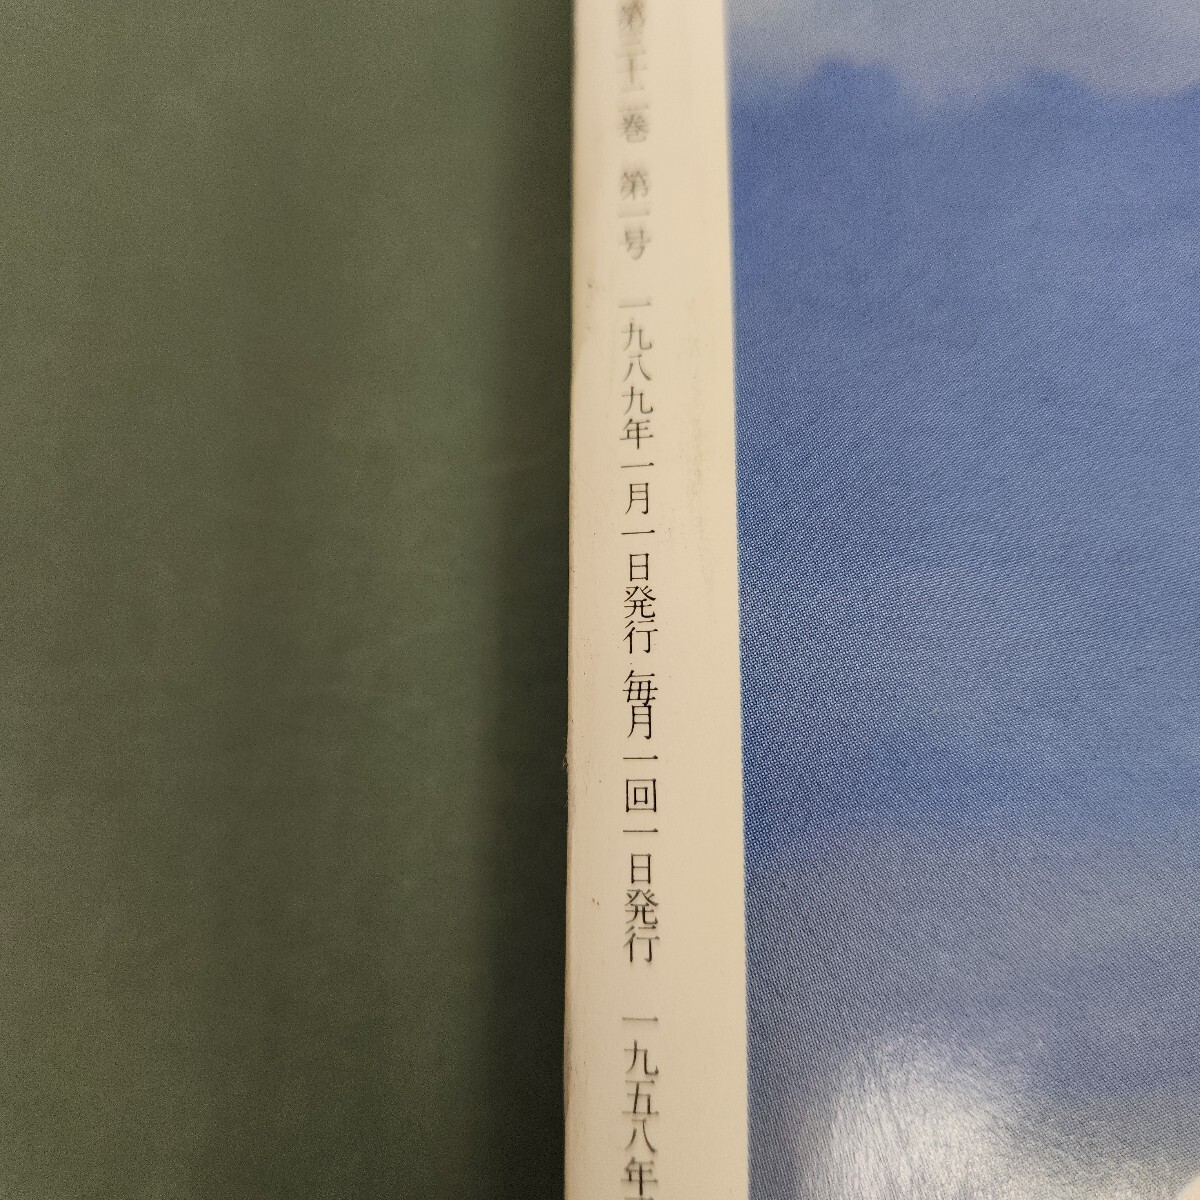 第三十二巻 第一号 一九八九年一月一日発行 毎月一回一日発行 一九五八年